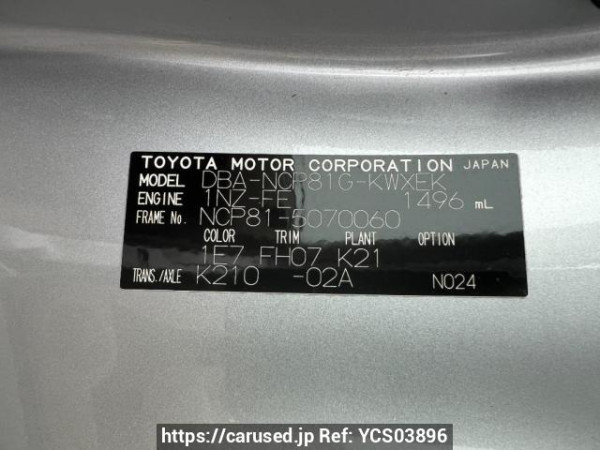 TOYOTA MOTOR CORPORATION JAPAN
MODEL DBA-NCP81G-KWXEK
ENGINE 1NZ-FE 1496 mL
FRAME No. NCP81-5070060
COLOR TRIM PLANT OPTION
1E7 FH07 K21
TRANS./AXLE K210 -02A N024
https://carused.jp Ref: YCS03896